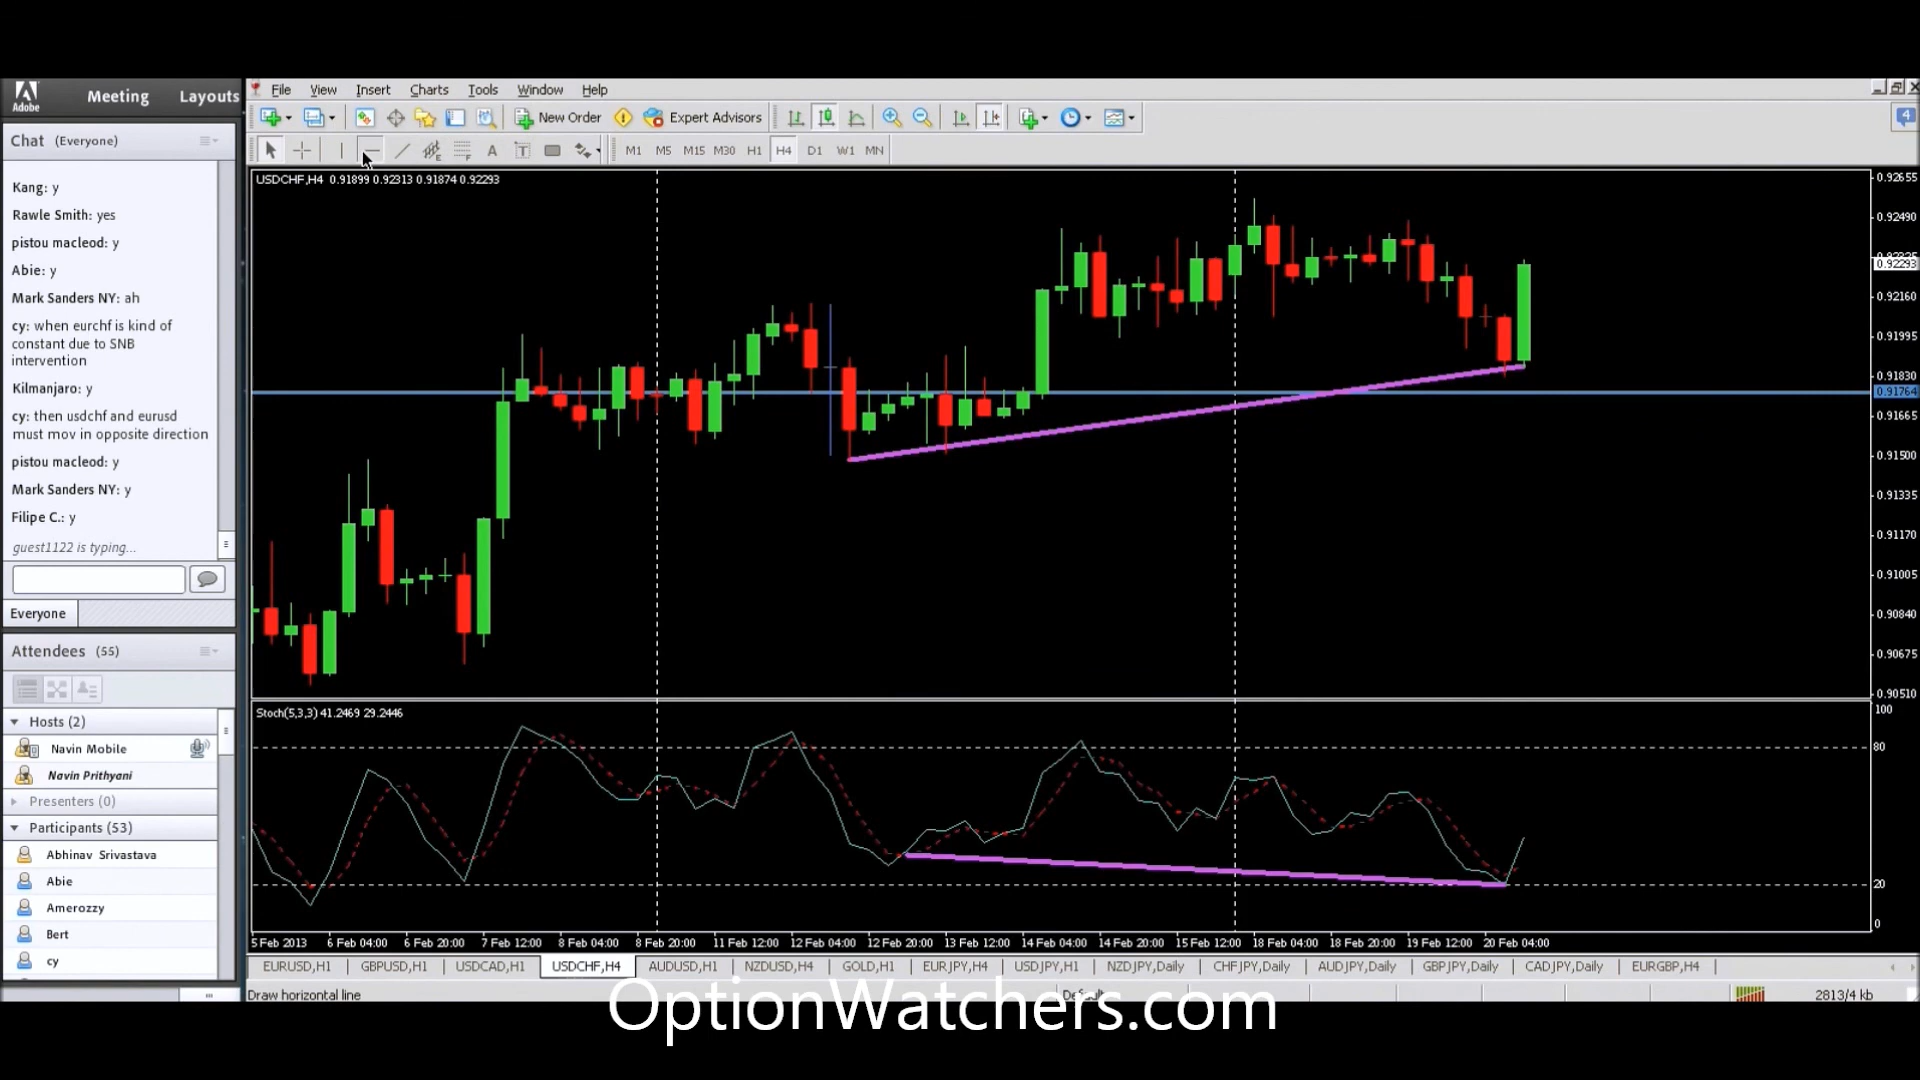 Adobe
Meeting
Layouts
Chat (Everyone)
Kang: y
Rawle Smith: yes
pistou macleod: y
Abie: y
Mark Sanders NY: ah
cy: when eurchf is kind of
constant due to SNB
intervention
Kilmanjaro: y
cy: then usdchf and eurusd
must mov in opposite direction
pistou macleod: y
Mark Sanders NY: y
Filipe C.: y
guest1122 is typing...
Everyone
Attendees (55)
Hosts (2)
Navin Mobile
Navin Prithyani
Presenters (0)
Participants (53)
Abhinav Srivastava
Abie
Amerozzy
Bert
cy
File View Insert Charts Tools Window Help
New Order Expert Advisors
4
M1 M5 M15 M30 H1 H4 D1 W1 MN
USDCHF,H4 0.91899 0.92313 0.91874 0.92293
0.92655
0.92490
0.92293
0.92160
0.91995
0.91830
0.91764
0.91665
0.91500
0.91335
0.91170
0.91005
0.90840
0.90675
0.90510
Stoch(5,3,3) 41.2469 29.2446
100
80
20
0
5 Feb 2013 6 Feb 04:00 6 Feb 20:00 7 Feb 12:00 8 Feb 04:00 8 Feb 20:00 11 Feb 12:00 12 Feb 04:00 12 Feb 20:00 13 Feb 12:00 14 Feb 04:00 14 Feb 20:00 15 Feb 12:00 18 Feb 04:00 18 Feb 20:00 19 Feb 12:00 20 Feb 04:00
EURUSD,H1 GBPUSD,H1 USDCAD,H1 USDCHF,H4 AUDUSD,H1 NZDUSD,H4 GOLD,H1 EURJPY,H4 USDJPY,H1 NZDJPY,Daily CHFJPY,Daily AUDJPY,Daily GBPJPY,Daily CADJPY,Daily EURGBP,H4
Draw horizontal line
2813/4 kb
OptionWatchers.com